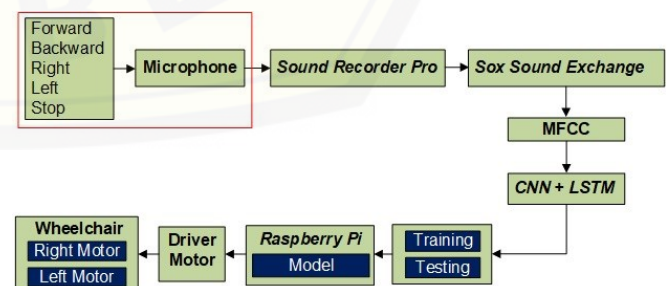 Forward
Backward
Right
Left
Stop
Microphone
Sound Recorder Pro
Sox Sound Exchange
MFCC
CNN + LSTM
Training
Testing
Raspberry Pi
Model
Driver
Motor
Wheelchair
Right Motor
Left Motor